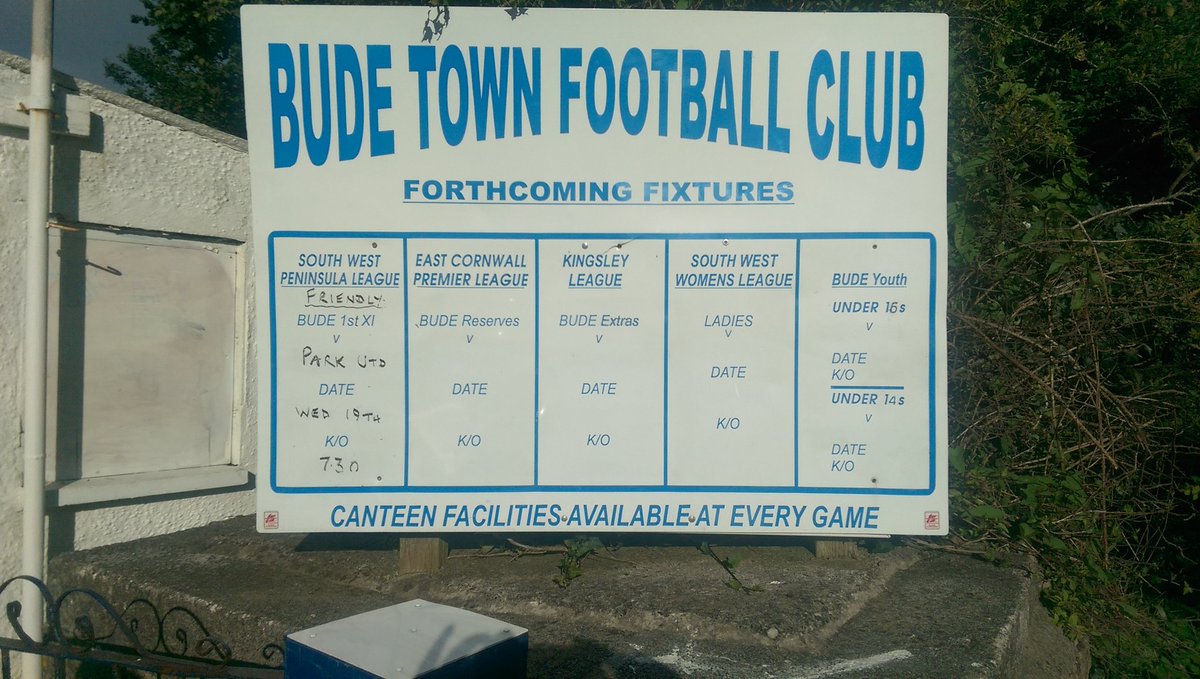 BUDE TOWN FOOTBALL CLUB
FORTHCOMING FIXTURES
SOUTH WEST
PENINSULA LEAGUE
FRIENDLY
BUDE 1st XI
v
PARK UTD
DATE
WED 19TH
K/O
7.30
EAST CORNWALL
PREMIER LEAGUE
BUDE Reserves
v
DATE
K/O
KINGSLEY
LEAGUE
BUDE Extras
v
DATE
K/O
SOUTH WEST
WOMENS LEAGUE
LADIES
v
DATE
K/O
BUDE Youth
UNDER 16s
v
DATE
K/O
UNDER 14s
v
DATE
K/O
CANTEEN FACILITIES AVAILABLE AT EVERY GAME